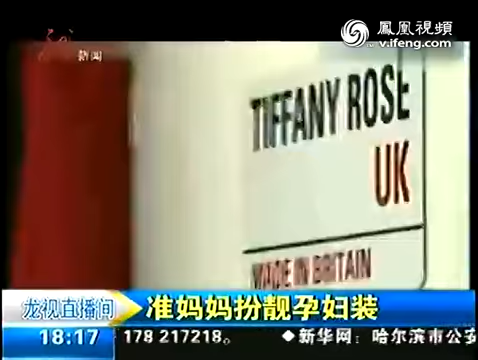 新闻
鳳凰視頻
v.ifeng.com
TIFFANY ROSE
UK
MADE IN BRITAIN
龙视直播间
准妈妈扮靓孕妇装
18:17
178 217218.
◆新华网：哈尔滨市公安